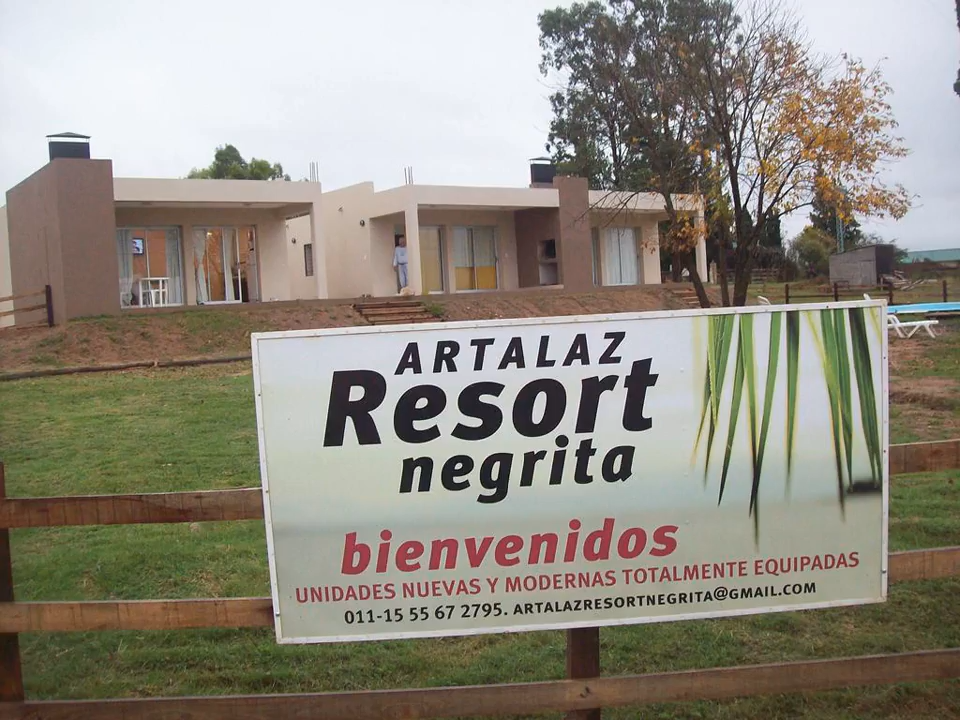 ARTALAZ
Resort
negrita
bienvenidos
UNIDADES NUEVAS Y MODERNAS TOTALMENTE EQUIPADAS
011-15 55 67 2795. ARTALAZRESORTNEGRITA@GMAIL.COM